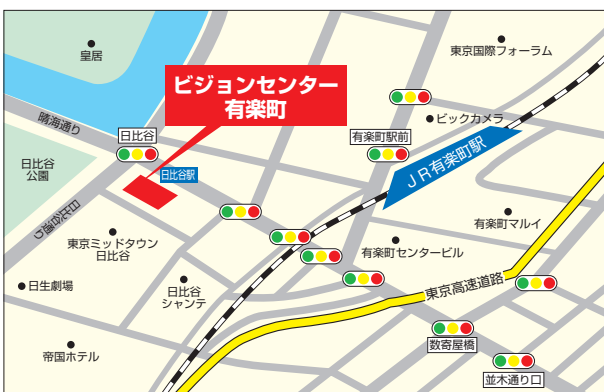 皇居
東京国際フォーラム
ビジョンセンター
有楽町
晴海通り
日比谷
ビックカメラ
有楽町駅前
JR有楽町駅
日比谷
公園
日比谷駅
日比谷通り
東京ミッドタウン
日比谷
有楽町マルイ
有楽町センタービル
日生劇場
日比谷
シャンテ
東京高速道路
帝国ホテル
数寄屋橋
並木通り口